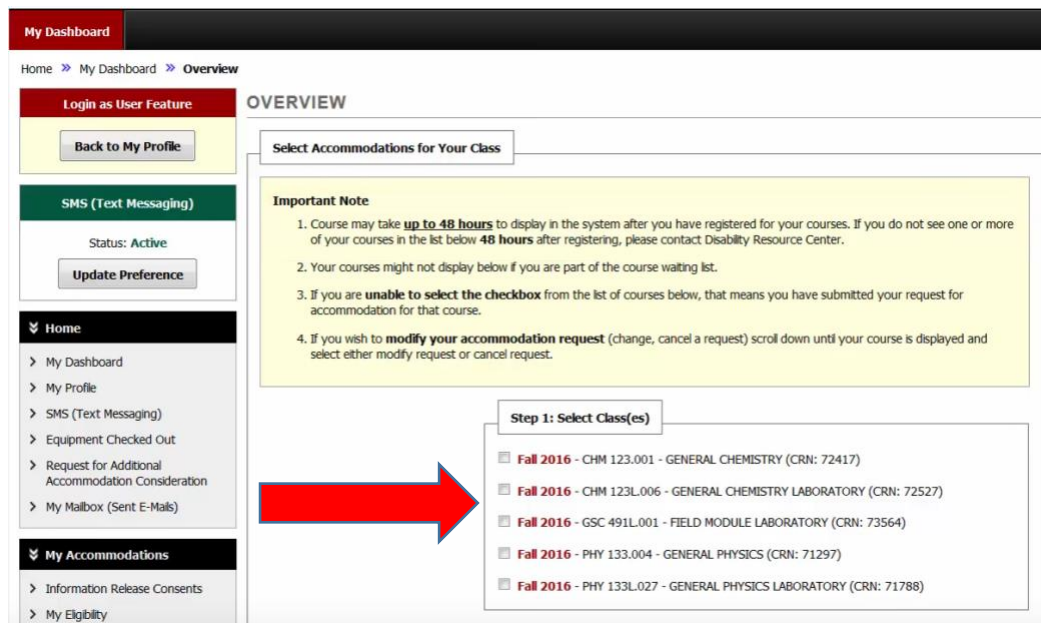 My Dashboard
Home » My Dashboard » Overview
Login as User Feature
Back to My Profile
SMS (Text Messaging)
Status: Active
Update Preference
Home
My Dashboard
My Profile
SMS (Text Messaging)
Equipment Checked Out
Request for Additional
Accommodation Consideration
My Mailbox (Sent E-Mails)
My Accommodations
Information Release Consents
My Eligibility
OVERVIEW
Select Accommodations for Your Class
Important Note
1. Course may take up to 48 hours to display in the system after you have registered for your courses. If you do not see one or more
of your courses in the list below 48 hours after registering, please contact Disability Resource Center.
2. Your courses might not display below if you are part of the course waiting list.
3. If you are unable to select the checkbox from the list of courses below, that means you have submitted your request for
accommodation for that course.
4. If you wish to modify your accommodation request (change, cancel a request) scroll down until your course is displayed and
select either modify request or cancel request.
Step 1: Select Class(es)
Fall 2016 - CHM 123.001 - GENERAL CHEMISTRY (CRN: 72417)
Fall 2016 - CHM 123L.006 - GENERAL CHEMISTRY LABORATORY (CRN: 72527)
Fall 2016 - GSC 491L.001 - FIELD MODULE LABORATORY (CRN: 73564)
Fall 2016 - PHY 133.004 - GENERAL PHYSICS (CRN: 71297)
Fall 2016 - PHY 133L.027 - GENERAL PHYSICS LABORATORY (CRN: 71788)